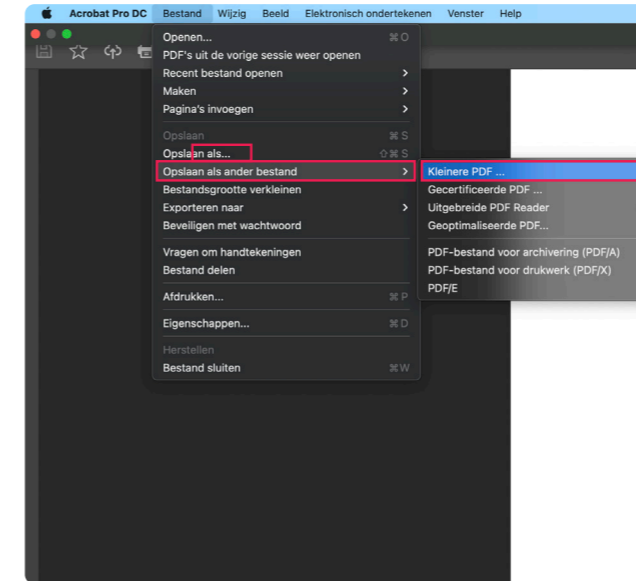 Acrobat Pro DC Bestand Wijzig Beeld Elektronisch ondertekenen Venster Help
Openen... ⌘O
PDF's uit de vorige sessie weer openen
Recent bestand openen >
Maken >
Pagina's invoegen >
Opslaan ⌘S
Opslaan als... ⇧⌘S
Opslaan als ander bestand >
Bestandsgrootte verkleinen
Exporteren naar >
Beveiligen met wachtwoord
Vragen om handtekeningen
Bestand delen
Afdrukken... ⌘P
Eigenschappen... ⌘D
Herstellen
Bestand sluiten ⌘W
Kleinere PDF ...
Gecertificeerde PDF ...
Uitgebreide PDF Reader
Geoptimaliseerde PDF...
PDF-bestand voor archivering (PDF/A)
PDF-bestand voor drukwerk (PDF/X)
PDF/E